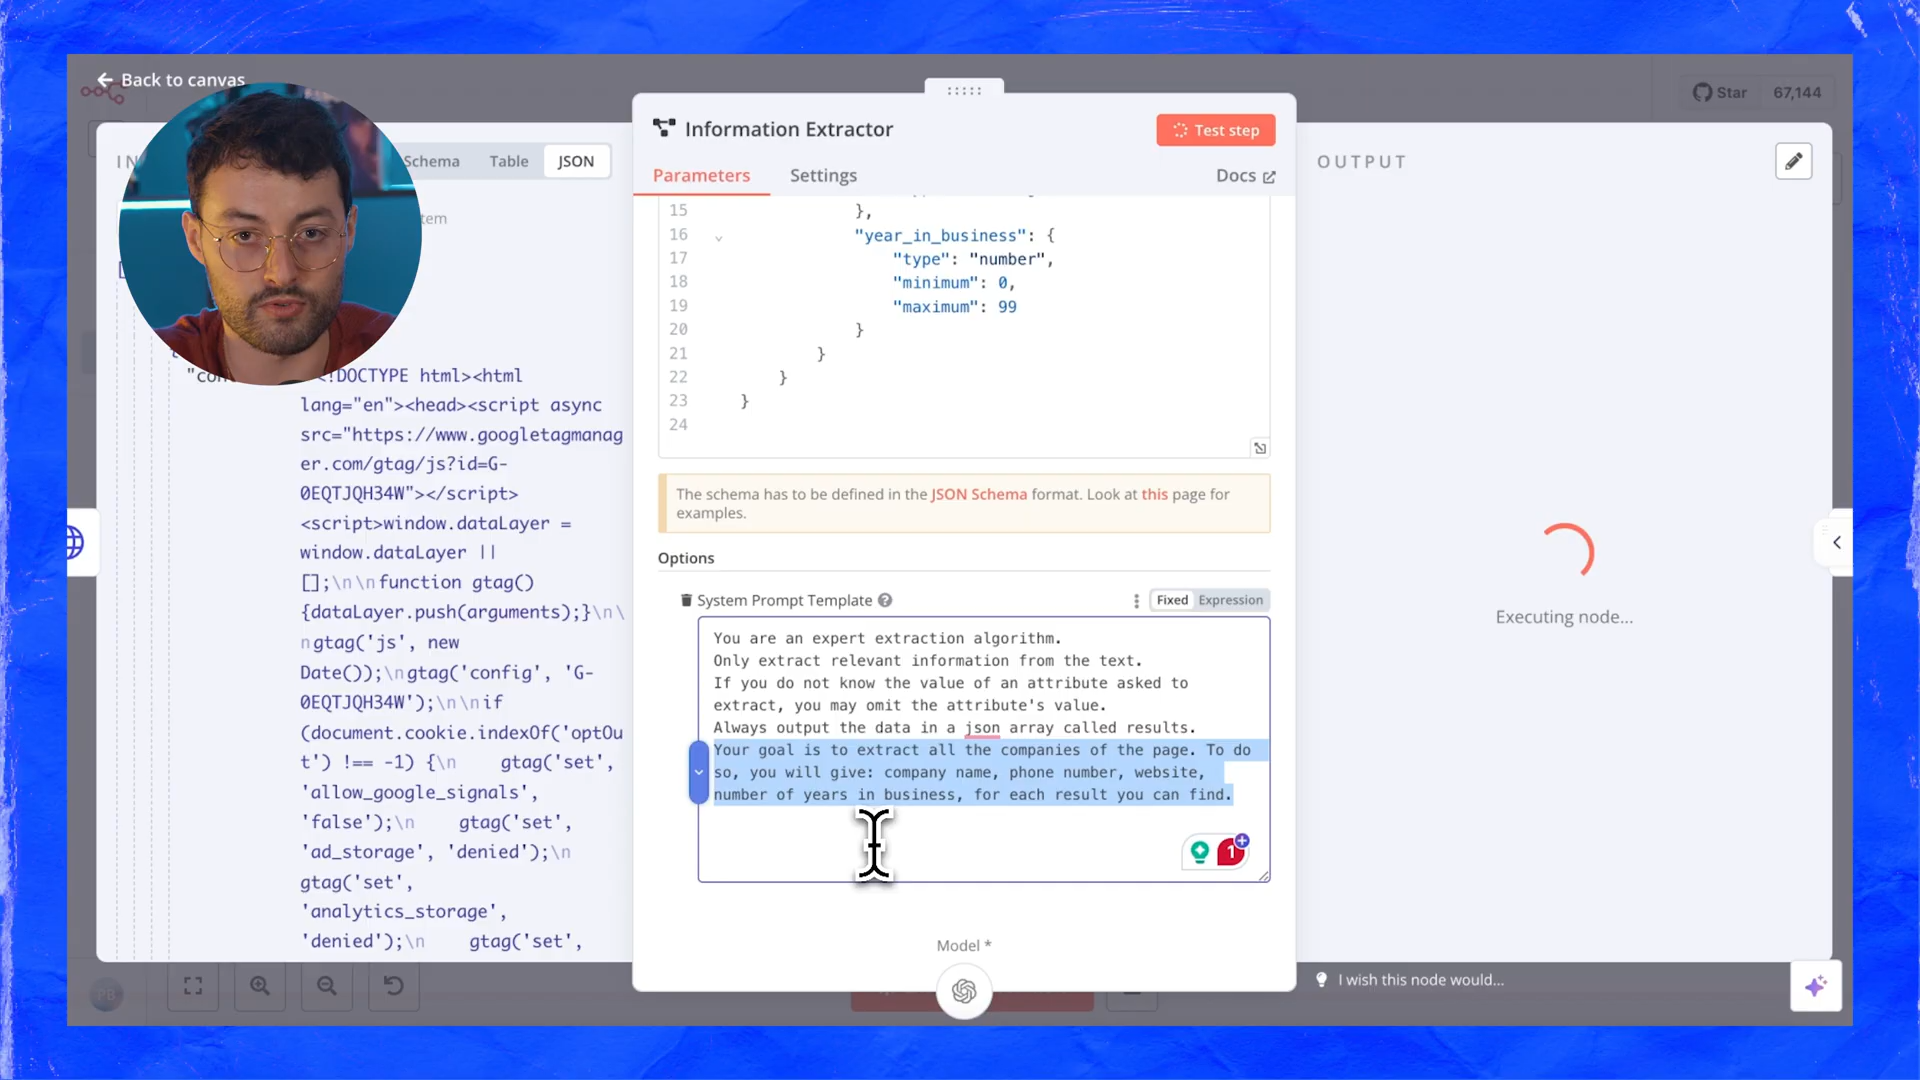 Back to canvas
Star 67,144
IN
Schema Table JSON
tem
"con
<!DOCTYPE html><html
lang="en"><head><script async
src="https://www.googletagmanag
er.com/gtag/js?id=G-
0EQTJQH34W"></script>
<script>window.dataLayer =
window.dataLayer ||
[];\n\nfunction gtag()
{dataLayer.push(arguments);}\n\
ngtag('js', new
Date());\ngtag('config', 'G-
0EQTJQH34W');\n\nif
(document.cookie.indexOf('optOu
t') !== -1) {\n    gtag('set',
'allow_google_signals',
'false');\n    gtag('set',
'ad_storage', 'denied');\n
gtag('set',
'analytics_storage',
'denied');\n    gtag('set',
Information Extractor
Test step
Parameters Settings Docs
15 },
16 "year_in_business": {
17 "type": "number",
18 "minimum": 0,
19 "maximum": 99
20 }
21 }
22 }
23 }
24
The schema has to be defined in the JSON Schema format. Look at this page for
examples.
Options
System Prompt Template Fixed Expression
You are an expert extraction algorithm.
Only extract relevant information from the text.
If you do not know the value of an attribute asked to
extract, you may omit the attribute's value.
Always output the data in a json array called results.
Your goal is to extract all the companies of the page. To do
so, you will give: company name, phone number, website,
number of years in business, for each result you can find.
1
Model *
OUTPUT
Executing node...
I wish this node would...
PB